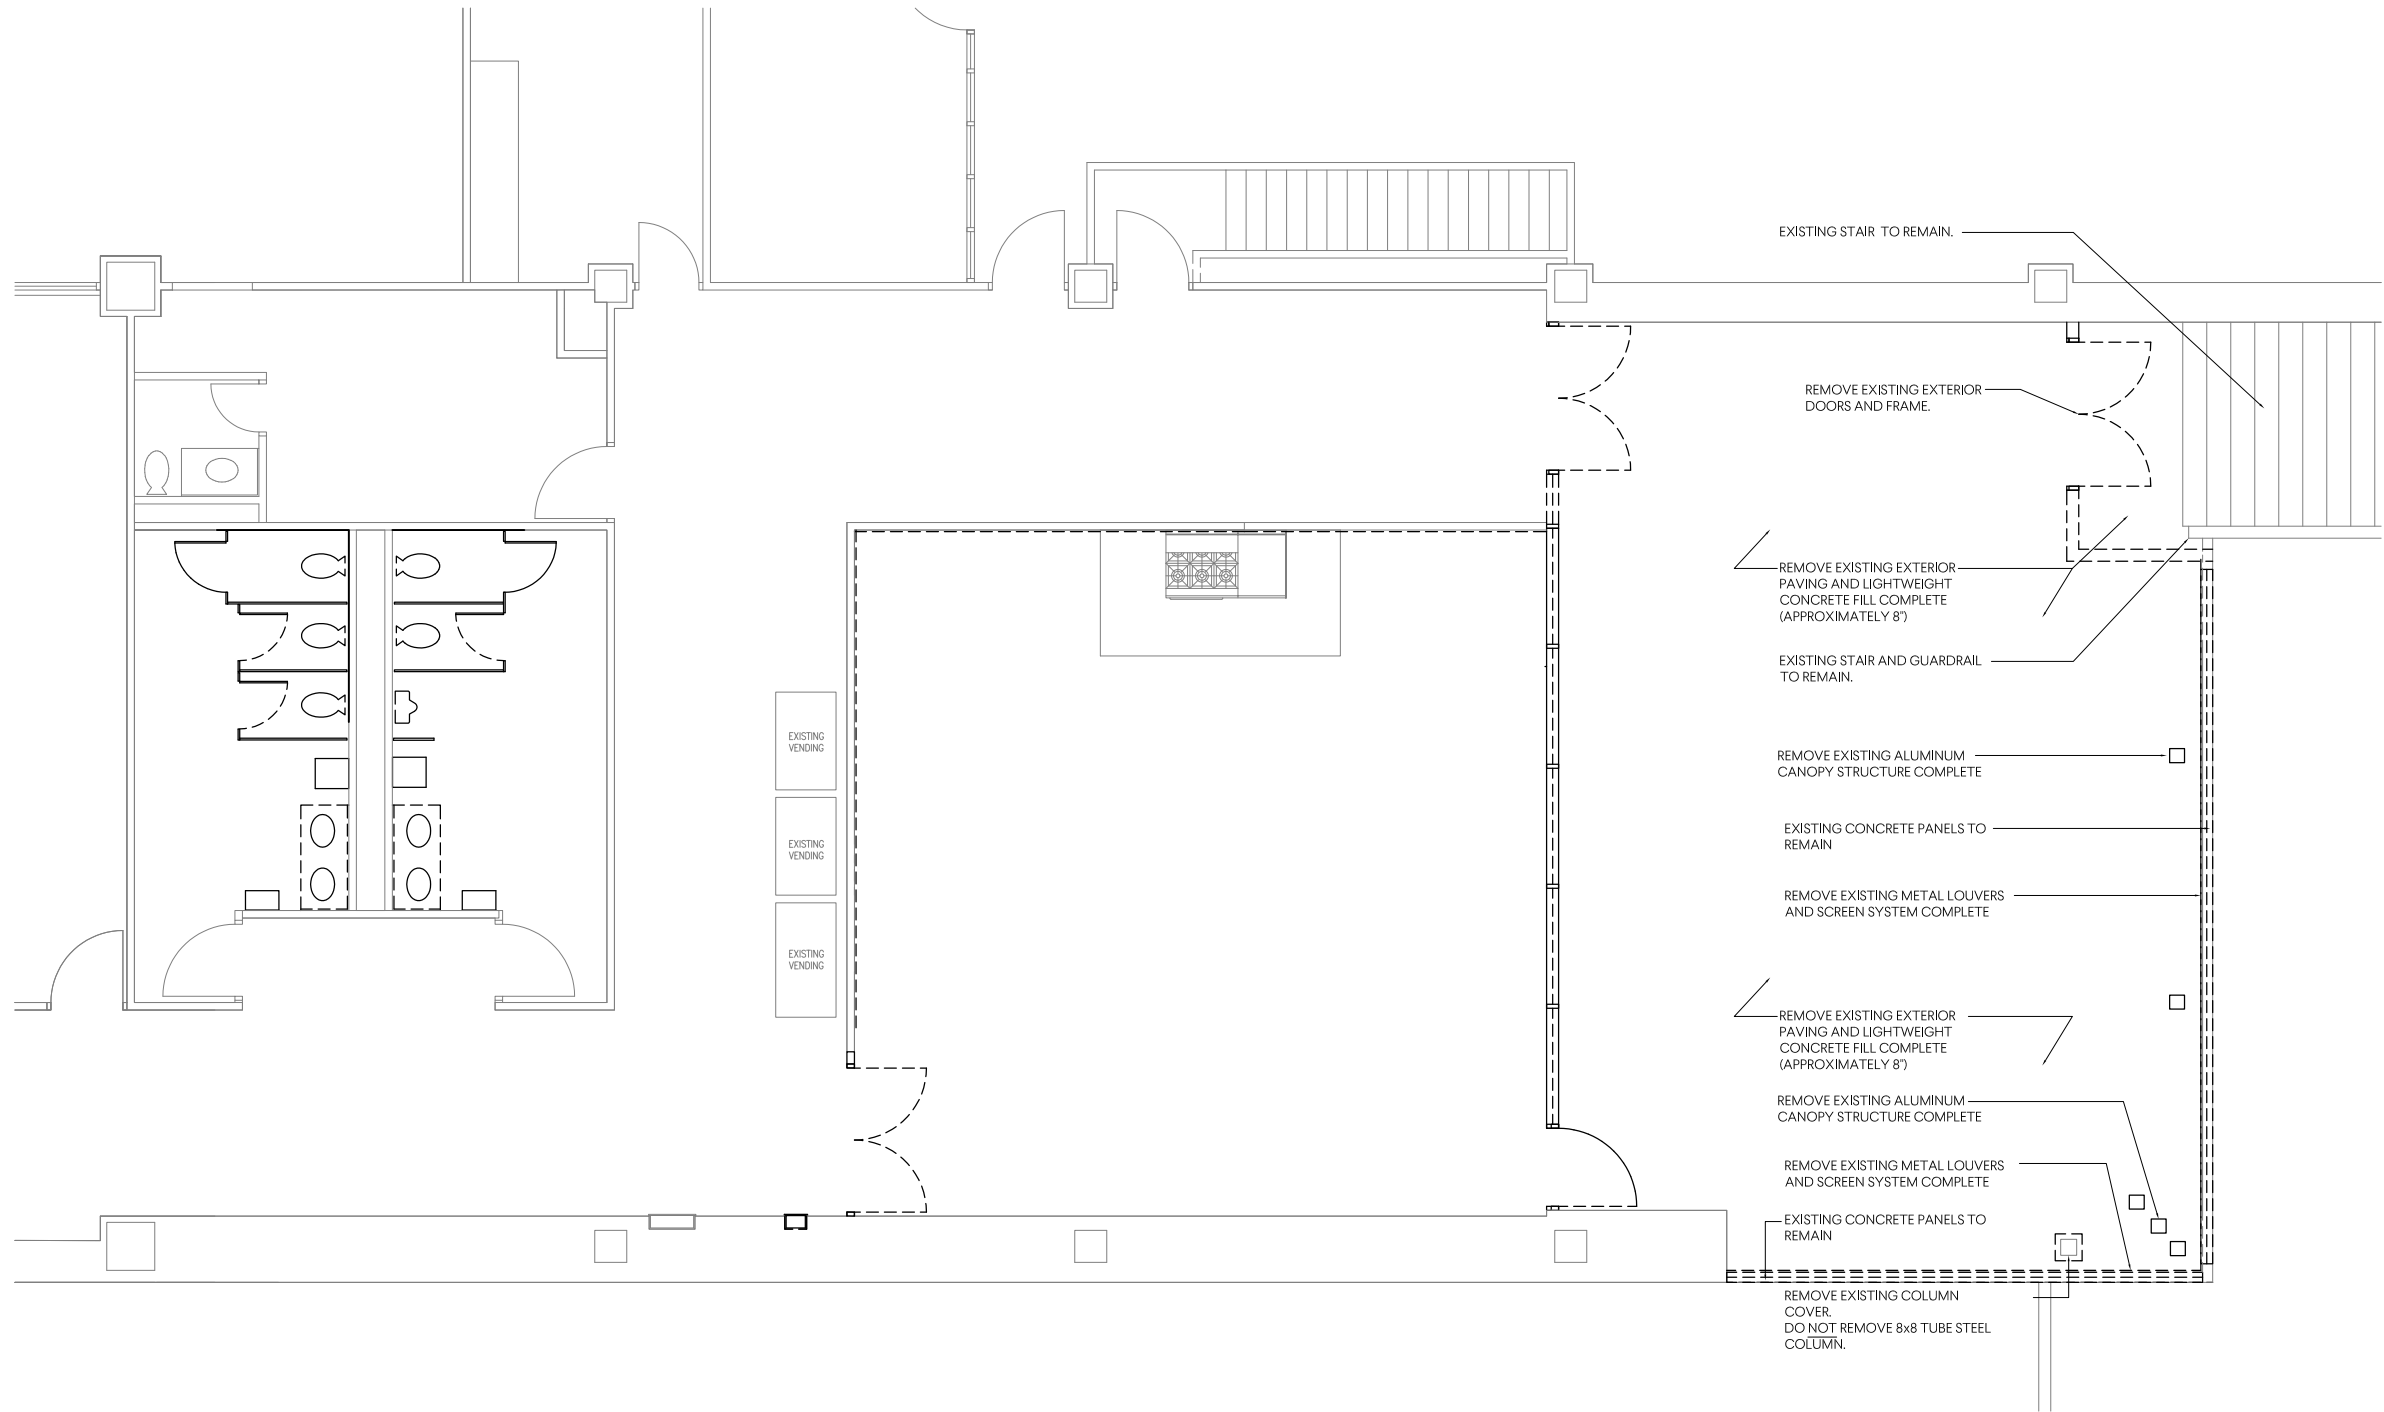 EXISTING STAIR TO REMAIN.
REMOVE EXISTING EXTERIOR
DOORS AND FRAME.
REMOVE EXISTING EXTERIOR
PAVING AND LIGHTWEIGHT
CONCRETE FILL COMPLETE
(APPROXIMATELY 8")
EXISTING STAIR AND GUARDRAIL
TO REMAIN.
EXISTING
VENDING
REMOVE EXISTING ALUMINUM
CANOPY STRUCTURE COMPLETE
EXISTING CONCRETE PANELS TO
REMAIN
EXISTING
VENDING
REMOVE EXISTING METAL LOUVERS
AND SCREEN SYSTEM COMPLETE
EXISTING
VENDING
REMOVE EXISTING EXTERIOR
PAVING AND LIGHTWEIGHT
CONCRETE FILL COMPLETE
(APPROXIMATELY 8")
REMOVE EXISTING ALUMINUM
CANOPY STRUCTURE COMPLETE
REMOVE EXISTING METAL LOUVERS
AND SCREEN SYSTEM COMPLETE
EXISTING CONCRETE PANELS TO
REMAIN
REMOVE EXISTING COLUMN
COVER.
DO NOT REMOVE 8x8 TUBE STEEL
COLUMN.